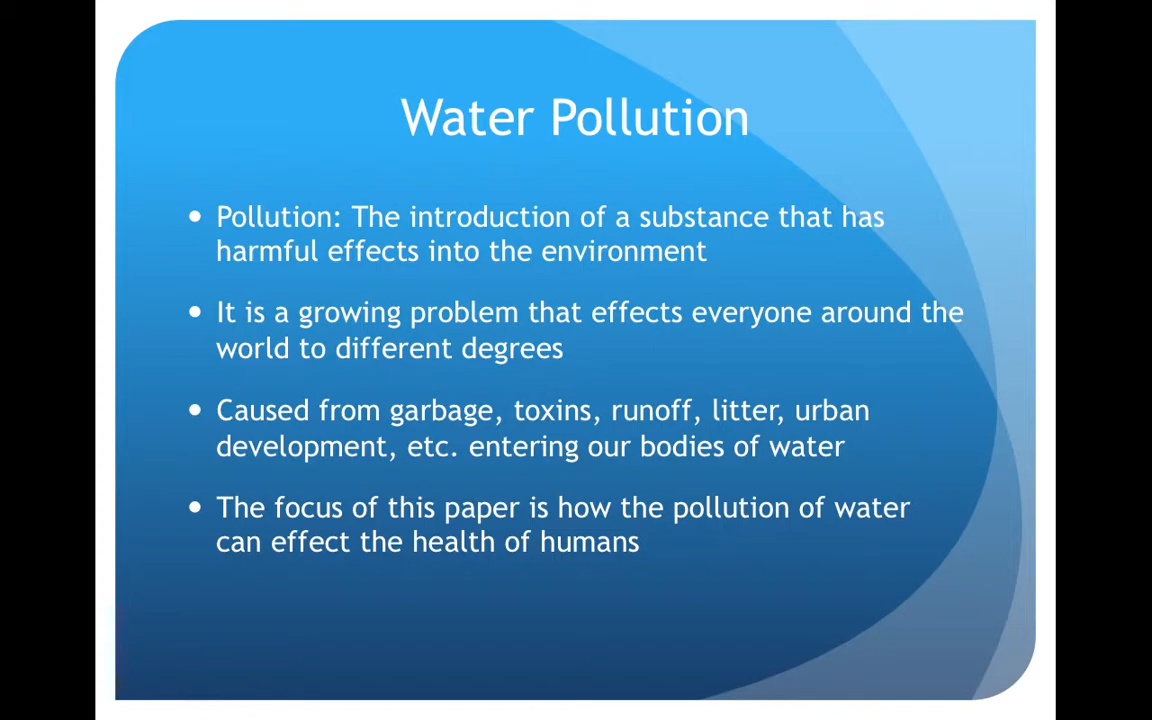 Water Pollution
• Pollution: The introduction of a substance that has
harmful effects into the environment
• It is a growing problem that effects everyone around the
world to different degrees
• Caused from garbage, toxins, runoff, litter, urban
development, etc. entering our bodies of water
• The focus of this paper is how the pollution of water
can effect the health of humans